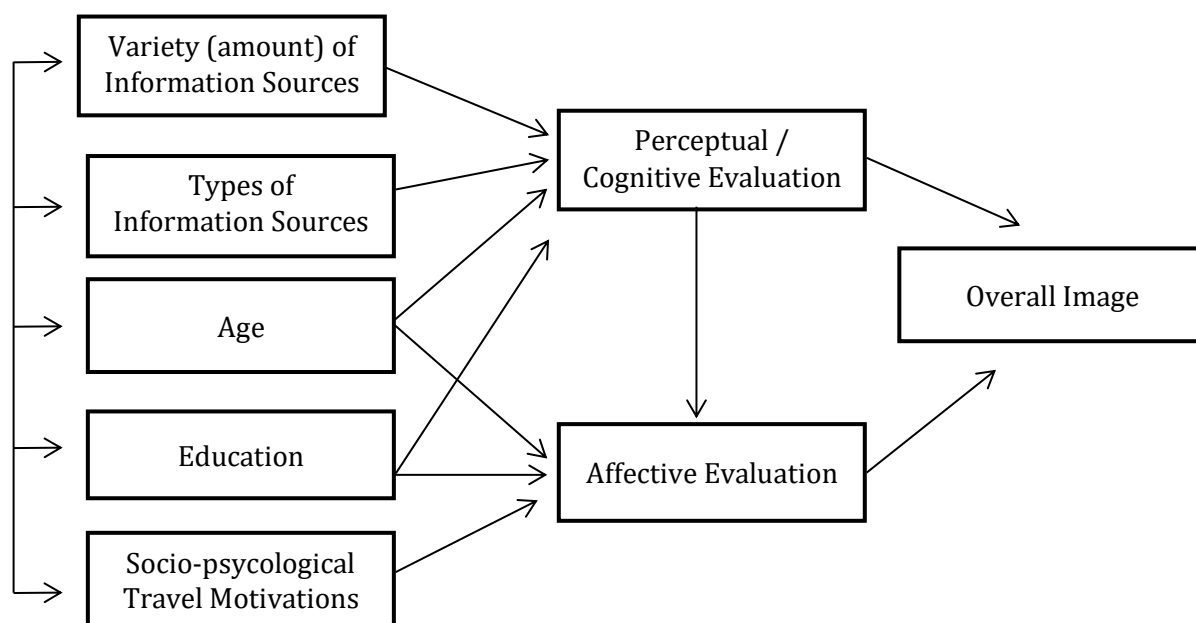 Variety (amount) of
Information Sources
Types of
Information Sources
Age
Education
Socio-psycological
Travel Motivations
Perceptual /
Cognitive Evaluation
Affective Evaluation
Overall Image